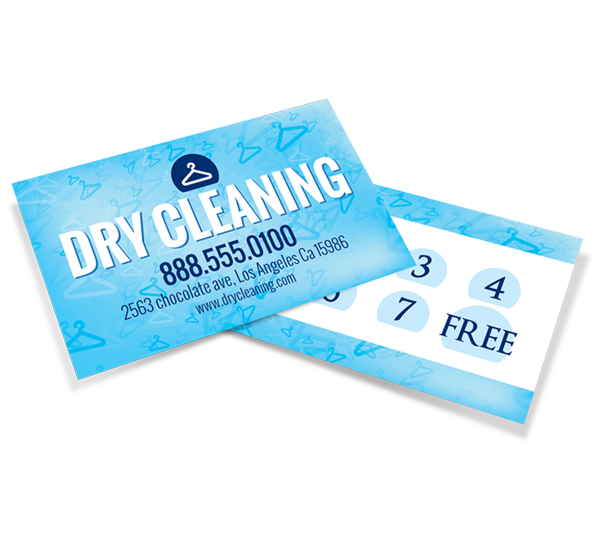 DRY CLEANING
888.555.0100
2563 chocolate ave, Los Angeles Ca 15986
www.drycleaning.com
3 4
7 FREE